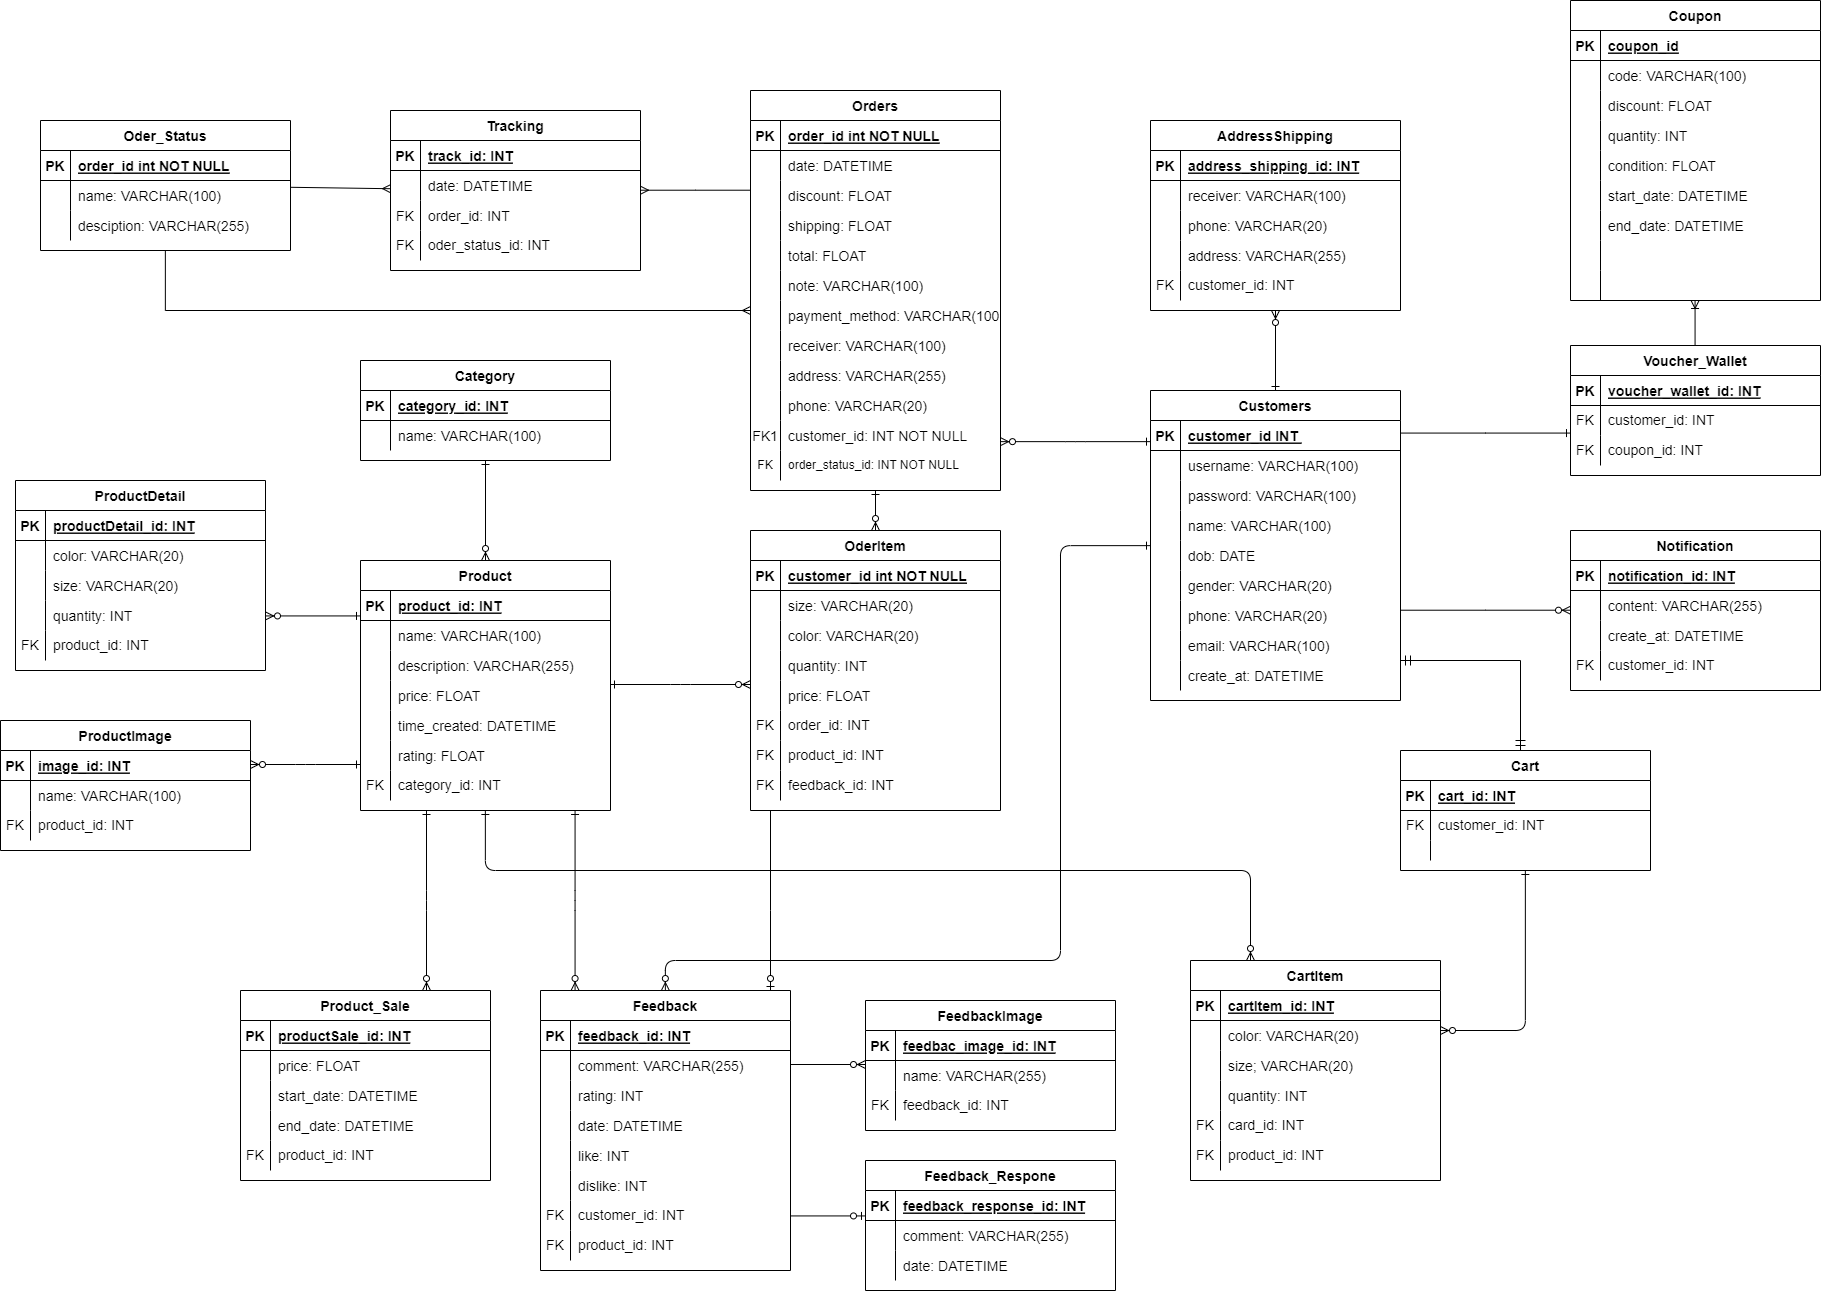 Coupon
PK coupon_id
code: VARCHAR(100)
discount: FLOAT
quantity: INT
condition: FLOAT
start_date: DATETIME
end_date: DATETIME
Oder_Status
PK order_id int NOT NULL
name: VARCHAR(100)
desciption: VARCHAR(255)
Tracking
PK track_id: INT
date: DATETIME
FK order_id: INT
FK oder_status_id: INT
Orders
PK order_id int NOT NULL
date: DATETIME
discount: FLOAT
shipping: FLOAT
total: FLOAT
note: VARCHAR(100)
payment_method: VARCHAR(100
receiver: VARCHAR(100)
address: VARCHAR(255)
phone: VARCHAR(20)
FK1 customer_id: INT NOT NULL
FK order_status_id: INT NOT NULL
AddressShipping
PK address_shipping_id: INT
receiver: VARCHAR(100)
phone: VARCHAR(20)
address: VARCHAR(255)
FK customer_id: INT
Voucher_Wallet
PK voucher_wallet_id: INT
FK customer_id: INT
FK coupon_id: INT
Category
PK category_id: INT
name: VARCHAR(100)
Customers
PK customer_id INT
username: VARCHAR(100)
password: VARCHAR(100)
name: VARCHAR(100)
dob: DATE
gender: VARCHAR(20)
phone: VARCHAR(20)
email: VARCHAR(100)
create_at: DATETIME
ProductDetail
PK productDetail_id: INT
color: VARCHAR(20)
size: VARCHAR(20)
quantity: INT
FK product_id: INT
Product
PK product_id: INT
name: VARCHAR(100)
description: VARCHAR(255)
price: FLOAT
time_created: DATETIME
rating: FLOAT
FK category_id: INT
OderItem
PK customer_id int NOT NULL
size: VARCHAR(20)
color: VARCHAR(20)
quantity: INT
price: FLOAT
FK order_id: INT
FK product_id: INT
FK feedback_id: INT
Notification
PK notification_id: INT
content: VARCHAR(255)
create_at: DATETIME
FK customer_id: INT
ProductImage
PK image_id: INT
name: VARCHAR(100)
FK product_id: INT
Cart
PK cart_id: INT
FK customer_id: INT
Product_Sale
PK productSale_id: INT
price: FLOAT
start_date: DATETIME
end_date: DATETIME
FK product_id: INT
Feedback
PK feedback_id: INT
comment: VARCHAR(255)
rating: INT
date: DATETIME
like: INT
dislike: INT
FK customer_id: INT
FK product_id: INT
FeedbackImage
PK feedbac_image_id: INT
name: VARCHAR(255)
FK feedback_id: INT
Feedback_Respone
PK feedback_response_id: INT
comment: VARCHAR(255)
date: DATETIME
CartItem
PK cartItem_id: INT
color: VARCHAR(20)
size; VARCHAR(20)
quantity: INT
FK card_id: INT
FK product_id: INT